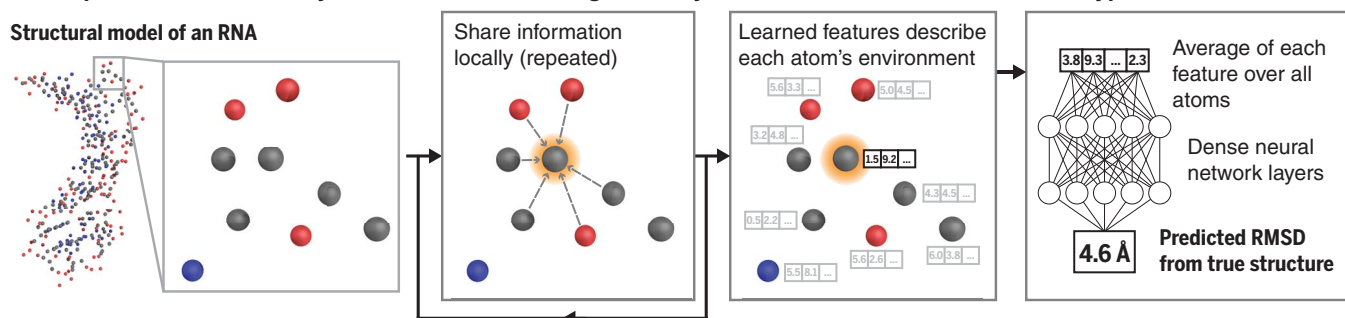 Structural model of an RNA
Share information
locally (repeated)
Learned features describe
each atom's environment
5.6 3.3 ...
5.0 4.5 ...
3.2 4.8 ...
1.5 9.2 ...
4.3 4.5 ...
0.5 2.2 ...
5.6 2.6 ...
6.0 3.8 ...
5.5 8.1 ...
3.8 9.3 ... 2.3
Average of each
feature over all
atoms
Dense neural
network layers
4.6 Å
Predicted RMSD
from true structure